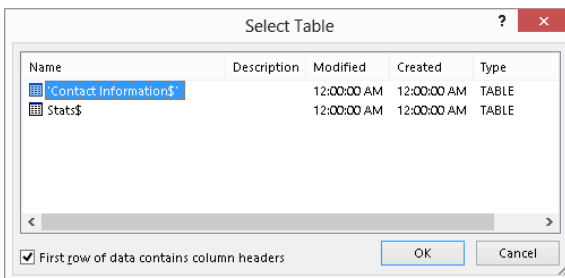 Select Table ? ×
Name Description Modified Created Type
'Contact Information$' 12:00:00 AM 12:00:00 AM TABLE
Stats$ 12:00:00 AM 12:00:00 AM TABLE
First row of data contains column headers OK Cancel